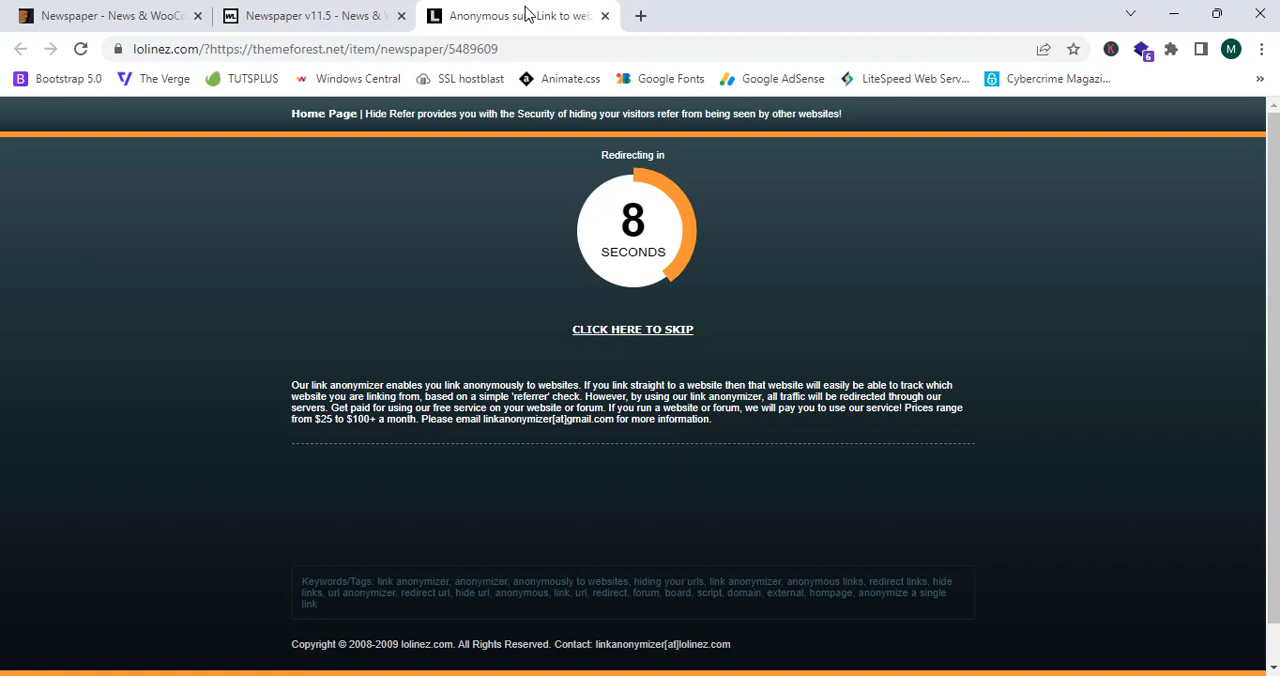 Newspaper - News & WooCo
Newspaper v11.5 - News & W
Anonymous su Link to web
lolinez.com/?https://themeforest.net/item/newspaper/5489609
K
6
M
B Bootstrap 5.0
The Verge
TUTSPLUS
w Windows Central
SSL hostblast
a Animate.css
Google Fonts
Google AdSense
LiteSpeed Web Serv...
Cybercrime Magazi...
»
Home Page | Hide Refer provides you with the Security of hiding your visitors refer from being seen by other websites!
Redirecting in
8
SECONDS
CLICK HERE TO SKIP
Our link anonymizer enables you link anonymously to websites. If you link straight to a website then that website will easily be able to track which
website you are linking from, based on a simple 'referrer' check. However, by using our link anonymizer, all traffic will be redirected through our
servers. Get paid for using our free service on your website or forum. If you run a website or forum, we will pay you to use our service! Prices range
from $25 to $100+ a month. Please email linkanonymizer[at]gmail.com for more information.
Keywords/Tags: link anonymizer, anonymizer, anonymously to websites, hiding your urls, link anonymizer, anonymous links, redirect links, hide
links, url anonymizer, redirect url, hide url, anonymous, link, url, redirect, forum, board, script, domain, external, hompage, anonymize a single
link
Copyright © 2008-2009 lolinez.com. All Rights Reserved. Contact: linkanonymizer[at]lolinez.com